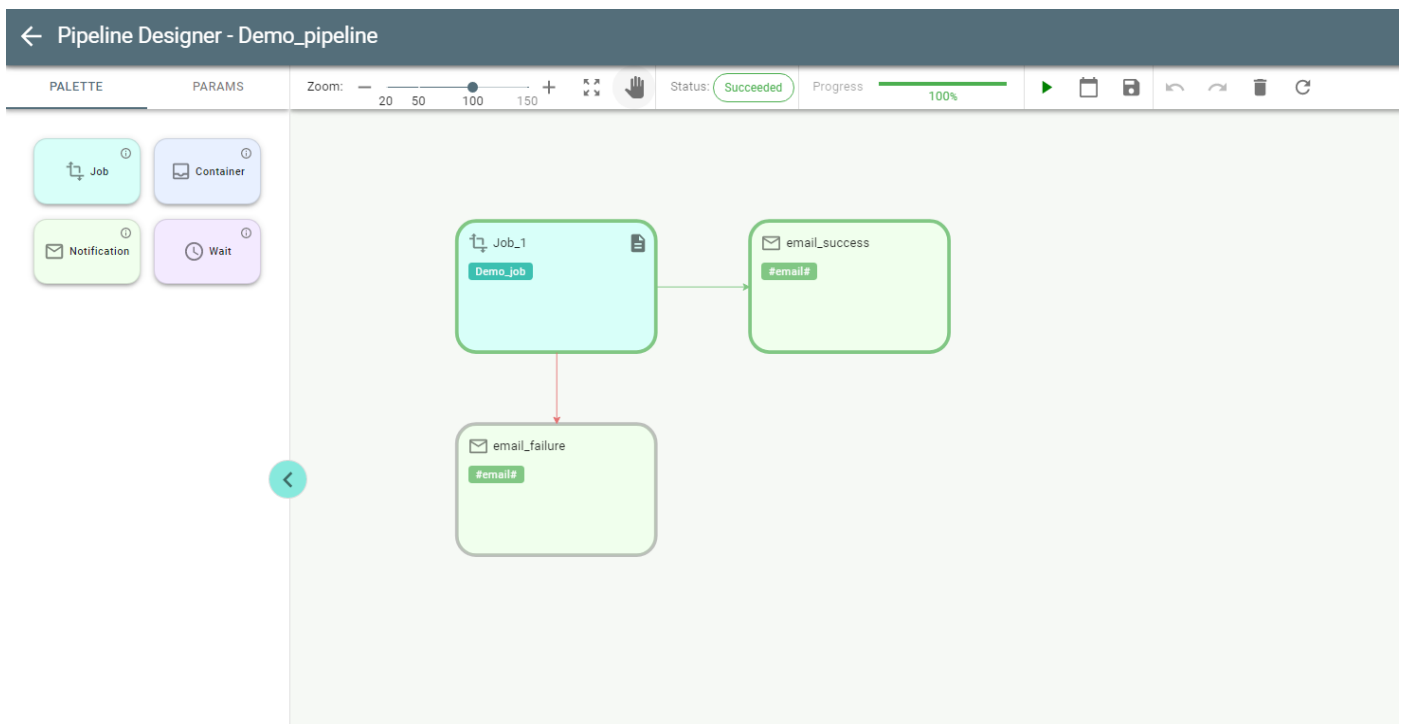 Pipeline Designer - Demo_pipeline
PALETTE PARAMS Zoom: 20 50 100 150 Status: Succeeded Progress 100%
Job Container
Notification Wait
Job_1 email_success
Demo_job #email#
email_failure
#email#